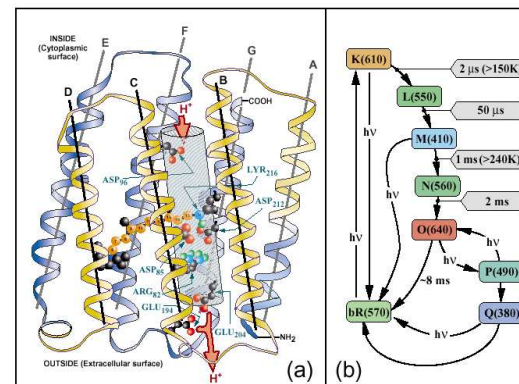 INSIDE
(Cytoplasmic
surface)
E
F
G
A
D
C
B
H+
COOH
LYR216
ASP96
ASP212
ASP85
ARG82
GLU194
GLU204
NH2
OUTSIDE (Extracellular surface)
H+
(a)
K(610)
2 µs (>150K)
L(550)
50 µs
hν
M(410)
1 ms (>240K)
N(560)
2 ms
hν
O(640)
hν
hν
hν
P(490)
~8 ms
bR(570)
hν
Q(380)
(b)